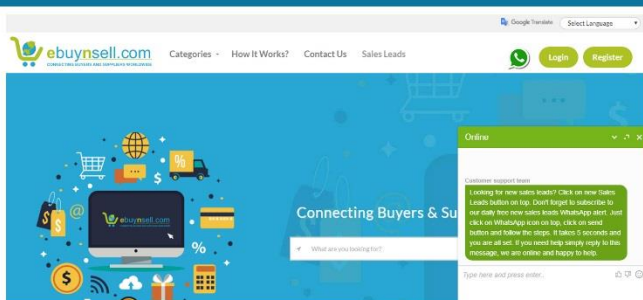 Google Translate Select Language
ebuynsell.com
CONNECTING BUYERS AND SUPPLIERS WORLDWIDE
Categories How It Works? Contact Us Sales Leads
Login Register
Online
Customer support team
Looking for new sales leads? Click on new Sales
Leads button on top. Don't forget to subscribe to
our daily free new sales leads WhatsApp alert. Just
click on WhatsApp icon on top, click on send
button and follow the steps. It takes 5 seconds and
you are all set. If you need help simply reply to this
message, we are online and happy to help.
Type here and press enter..
ebuynsell.com
Connecting Buyers & Su
What are you looking for?